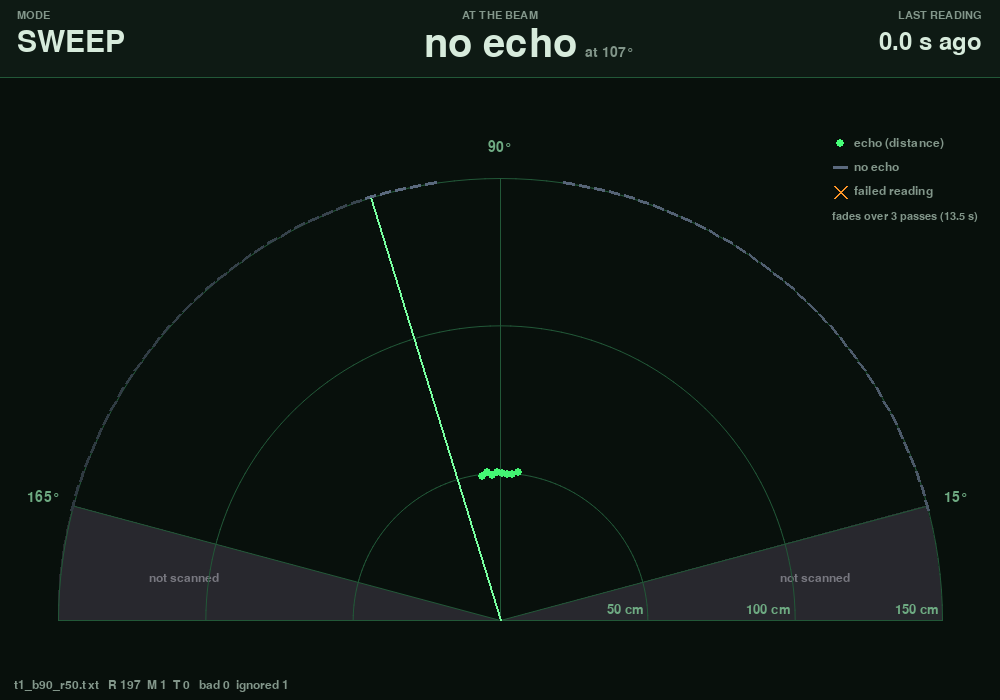 MODE
SWEEP
AT THE BEAM
no echo at 107°
LAST READING
0.0 s ago
90°
echo (distance)
no echo
failed reading
fades over 3 passes (13.5 s)
165°
15°
not scanned
not scanned
50 cm
100 cm
150 cm
t1_b90_r50.txt R 197 M 1 T 0 bad 0 ignored 1